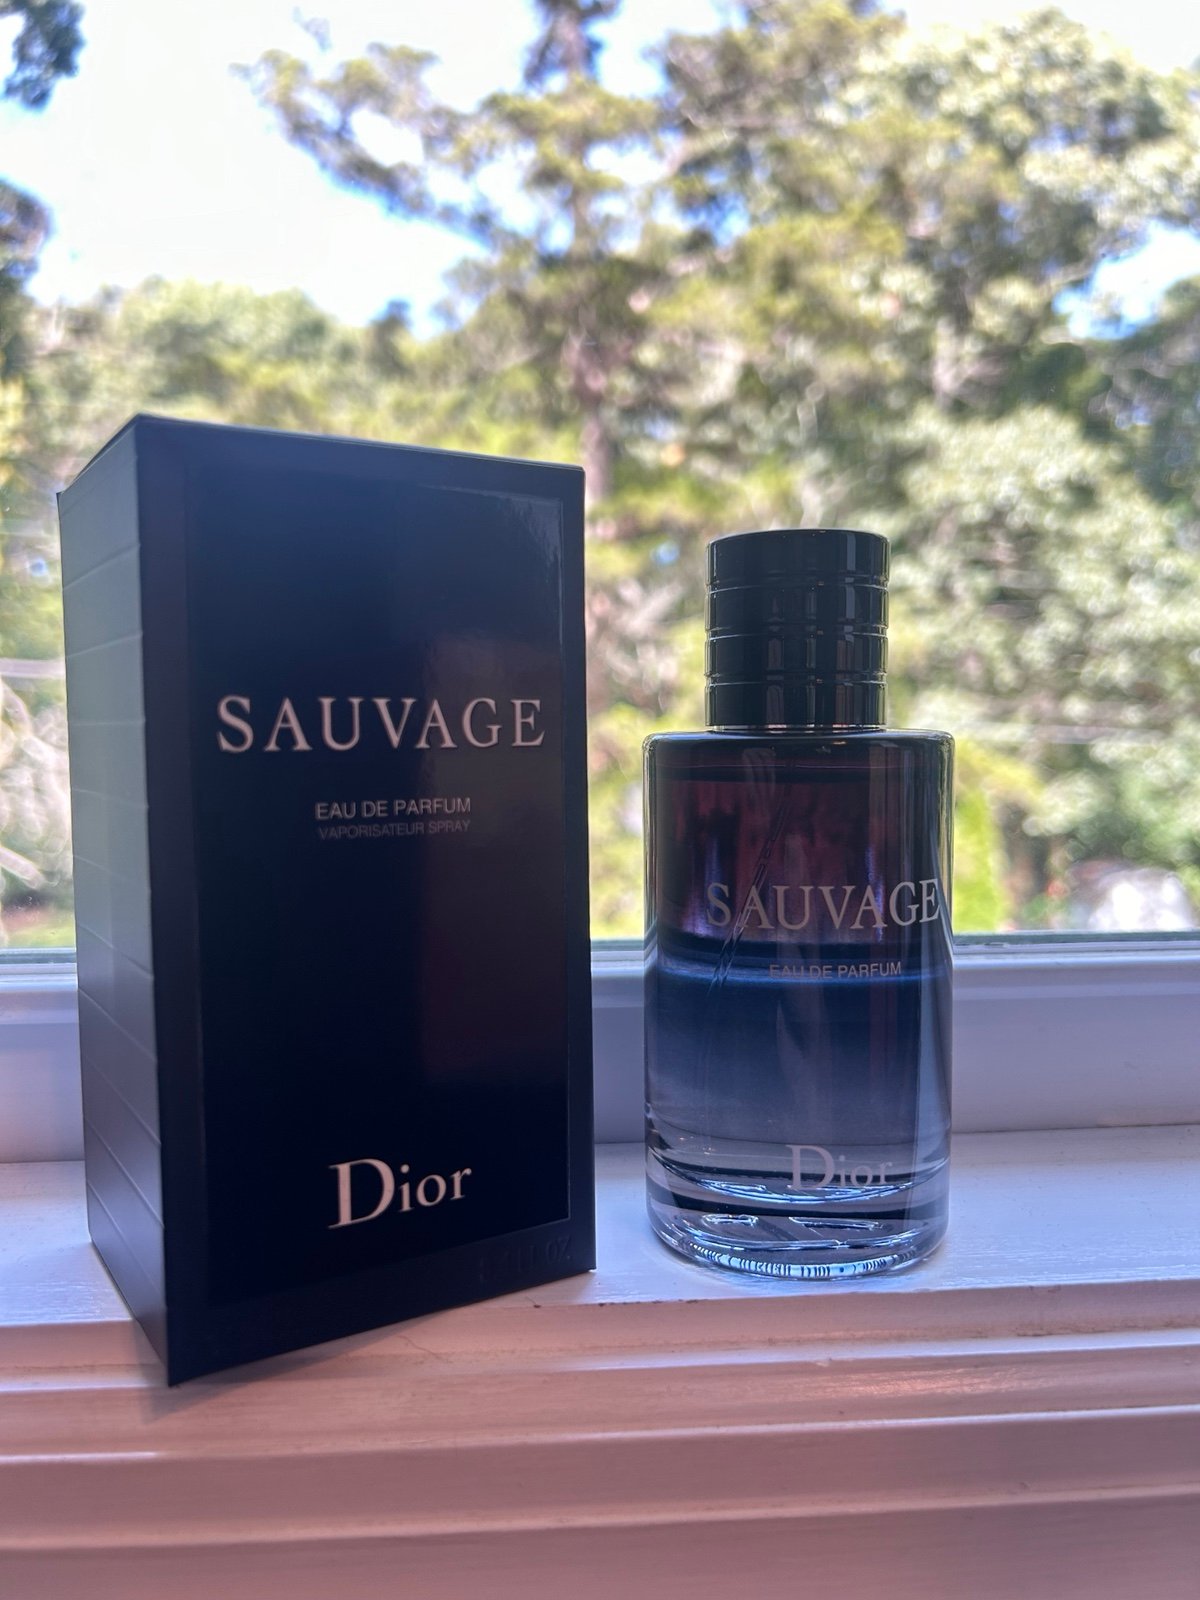 SAUVAGE
EAU DE PARFUM
VAPORISATEUR SPRAY
Dior
SAUVAGE
EAU DE PARFUM
Dior